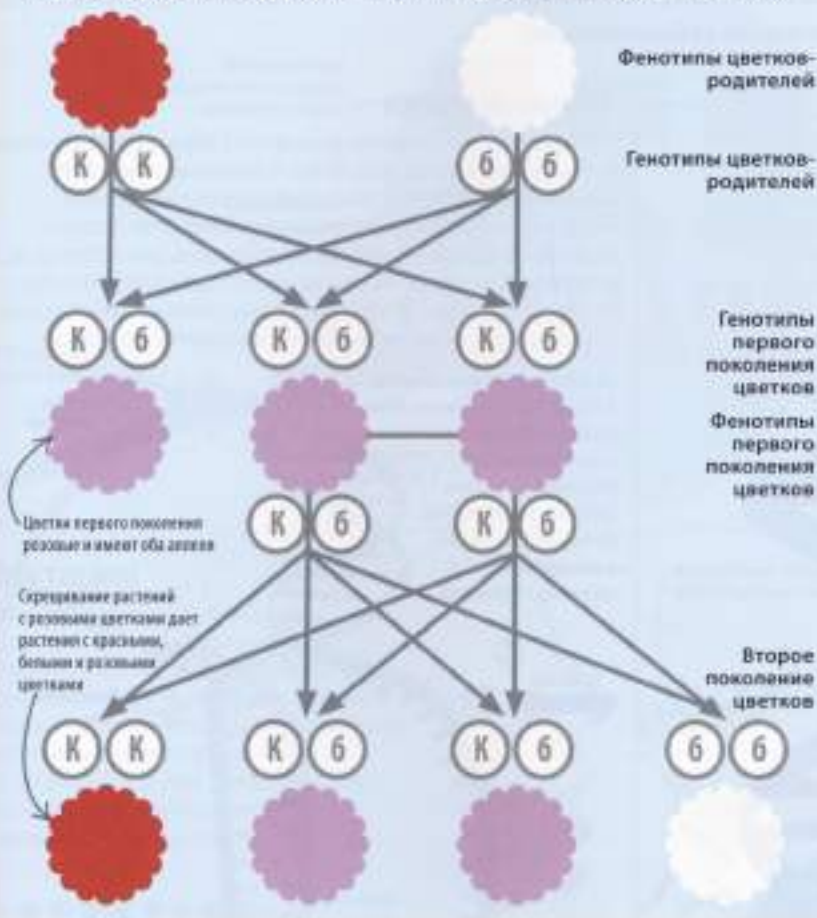 Фенотипы цветков-
родителей
К К
б б
Генотипы цветков-
родителей
К б
К б
К б
Генотипы
первого
поколения
цветков
Фенотипы
первого
поколения
цветков
Цветки первого поколения
розовые и имеют оба аллеля
К б
К б
Скрещивание растений
с розовыми цветками дает
растения с красными,
белыми и розовыми
цветками
Второе
поколение
цветков
К К
К б
К б
б б